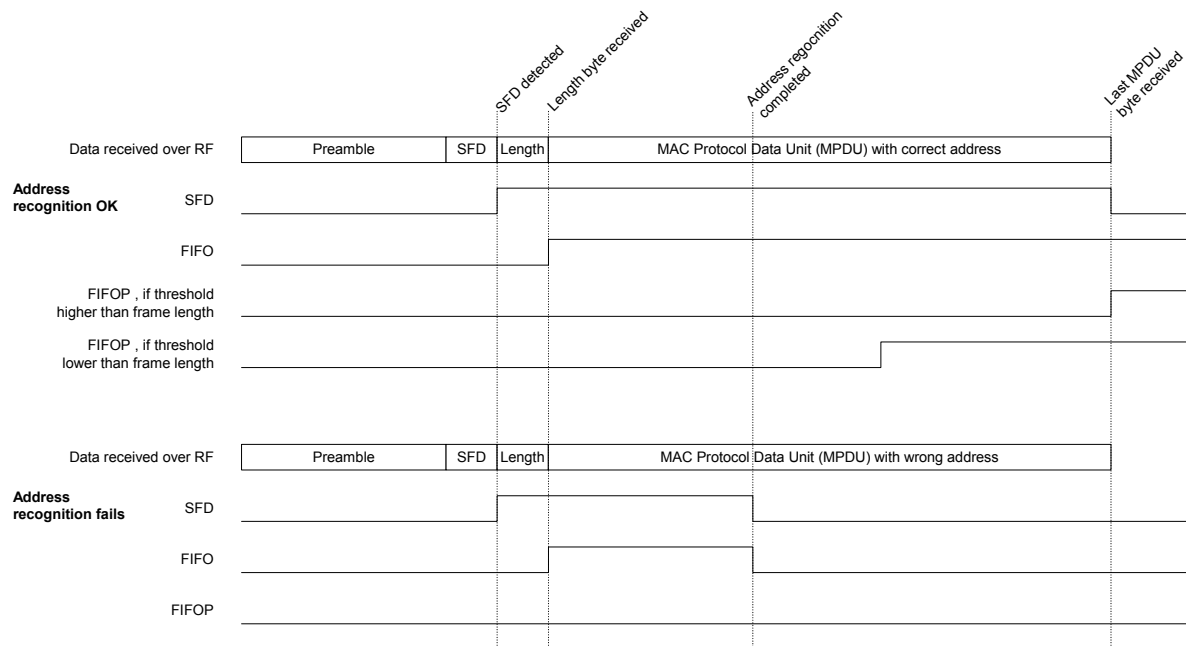 SFD detected
Length byte received
Address regocnition
completed
Last MPDU
byte received
Data received over RF
Preamble
SFD
Length
MAC Protocol Data Unit (MPDU) with correct address
Address
recognition OK
SFD
FIFO
FIFOP , if threshold
higher than frame length
FIFOP , if threshold
lower than frame length
Data received over RF
Preamble
SFD
Length
MAC Protocol Data Unit (MPDU) with wrong address
Address
recognition fails
SFD
FIFO
FIFOP